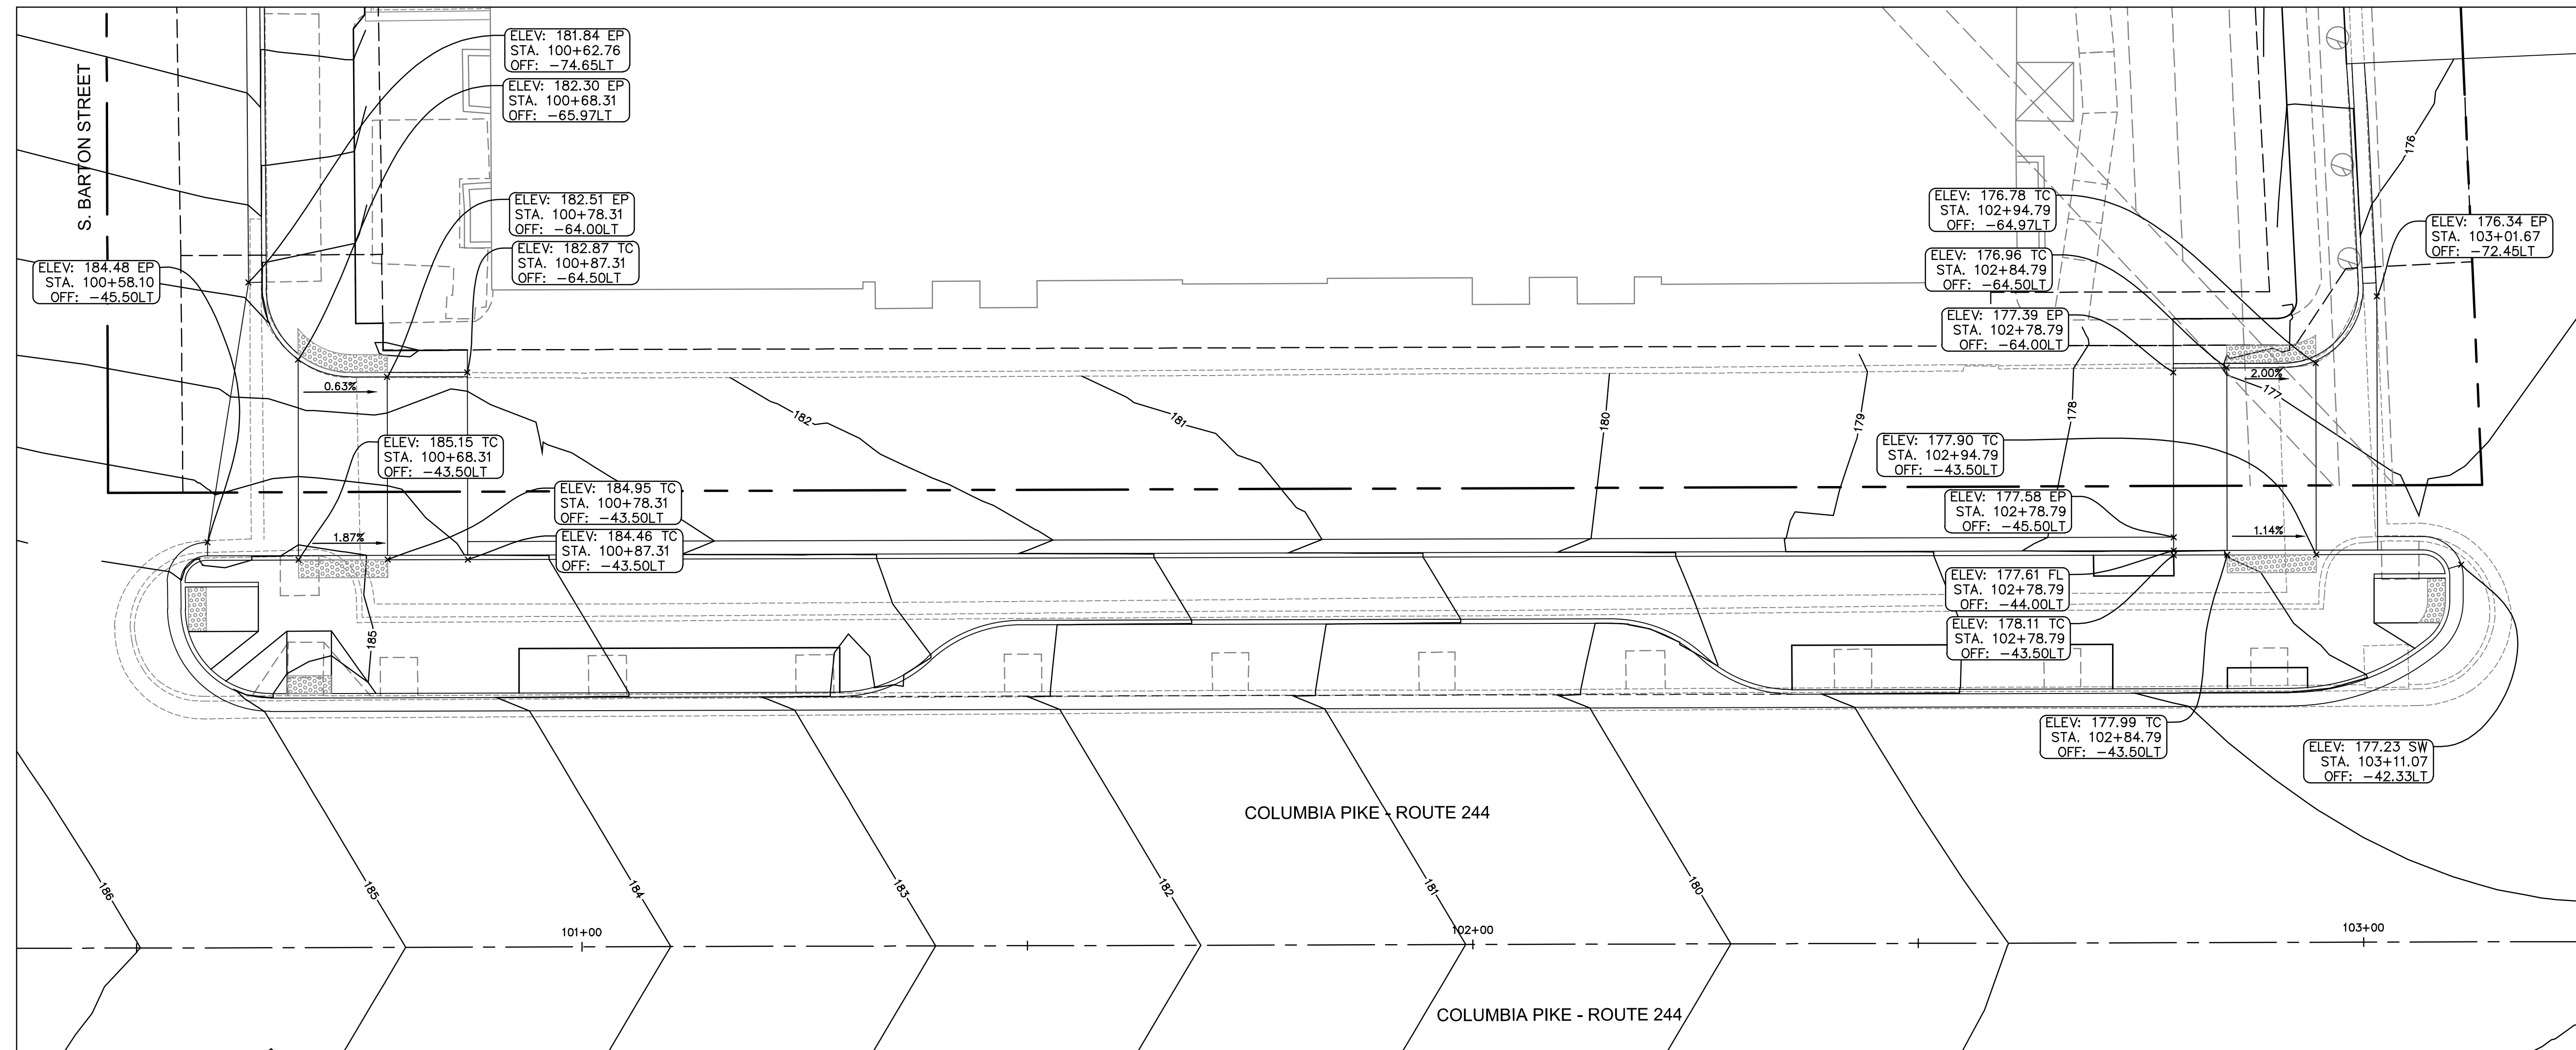 S. BARTON STREET
ELEV: 181.84 EP
STA. 100+62.76
OFF: -74.65LT
ELEV: 182.30 EP
STA. 100+68.31
OFF: -65.97LT
ELEV: 182.51 EP
STA. 100+78.31
OFF: -64.00LT
ELEV: 182.87 TC
STA. 100+87.31
OFF: -64.50LT
ELEV: 184.48 EP
STA. 100+58.10
OFF: -45.50LT
176
ELEV: 176.78 TC
STA. 102+94.79
OFF: -64.97LT
ELEV: 176.34 EP
STA. 103+01.67
OFF: -72.45LT
ELEV: 176.96 TC
STA. 102+84.79
OFF: -64.50LT
ELEV: 177.39 EP
STA. 102+78.79
OFF: -64.00LT
0.63%
2.00%
177
182
181
180
179
178
ELEV: 185.15 TC
STA. 100+68.31
OFF: -43.50LT
ELEV: 177.90 TC
STA. 102+94.79
OFF: -43.50LT
ELEV: 184.95 TC
STA. 100+78.31
OFF: -43.50LT
ELEV: 177.58 EP
STA. 102+78.79
OFF: -45.50LT
1.87%
1.14%
ELEV: 184.46 TC
STA. 100+87.31
OFF: -43.50LT
ELEV: 177.61 FL
STA. 102+78.79
OFF: -44.00LT
ELEV: 178.11 TC
STA. 102+78.79
OFF: -43.50LT
185
ELEV: 177.99 TC
STA. 102+84.79
OFF: -43.50LT
ELEV: 177.23 SW
STA. 103+11.07
OFF: -42.33LT
COLUMBIA PIKE - ROUTE 244
186
185
184
183
182
181
180
101+00
102+00
103+00
COLUMBIA PIKE - ROUTE 244